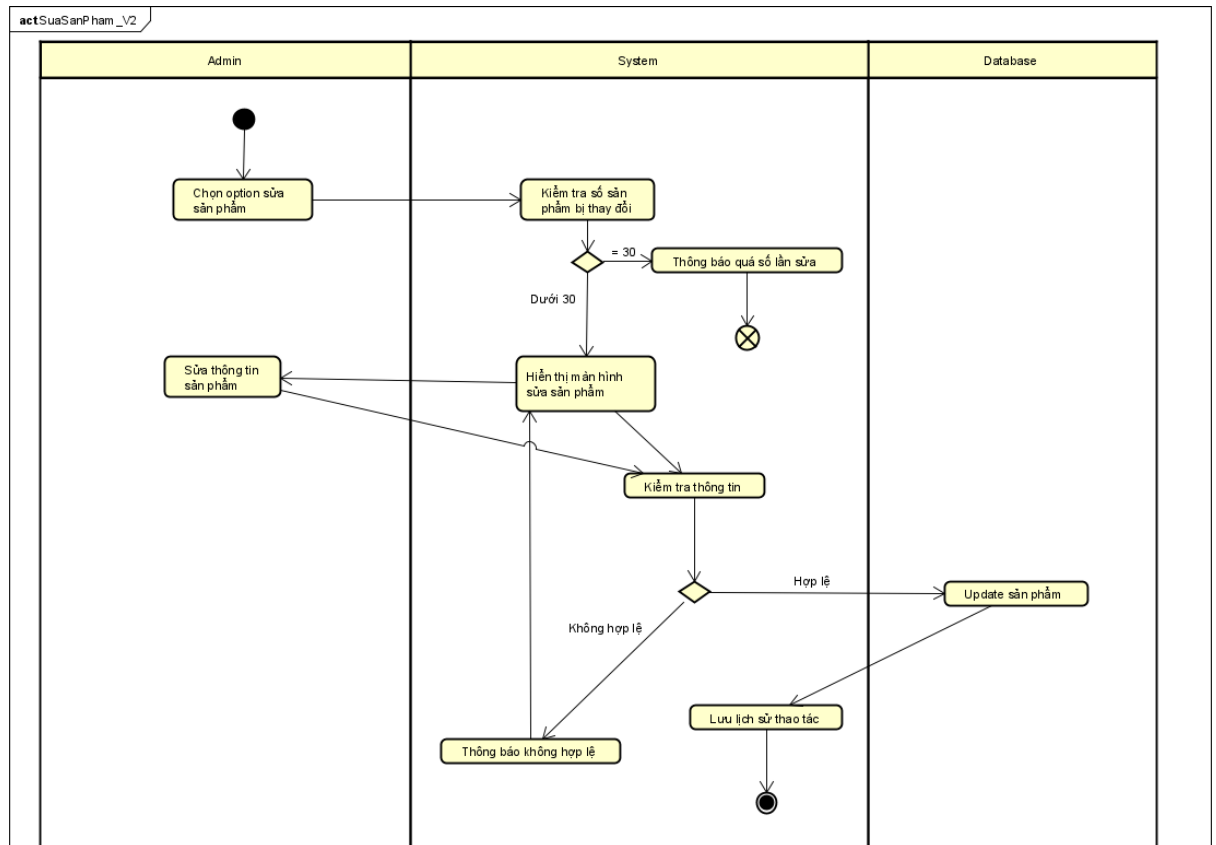 act SuaSanPham_V2
Admin
System
Database
Chọn option sửa
sản phẩm
Kiểm tra số sản
phẩm bị thay đổi
= 30
Thông báo quá số lần sửa
Dưới 30
Sửa thông tin
sản phẩm
Hiển thị màn hình
sửa sản phẩm
Kiểm tra thông tin
Hợp lệ
Update sản phẩm
Không hợp lệ
Lưu lịch sử thao tác
Thông báo không hợp lệ